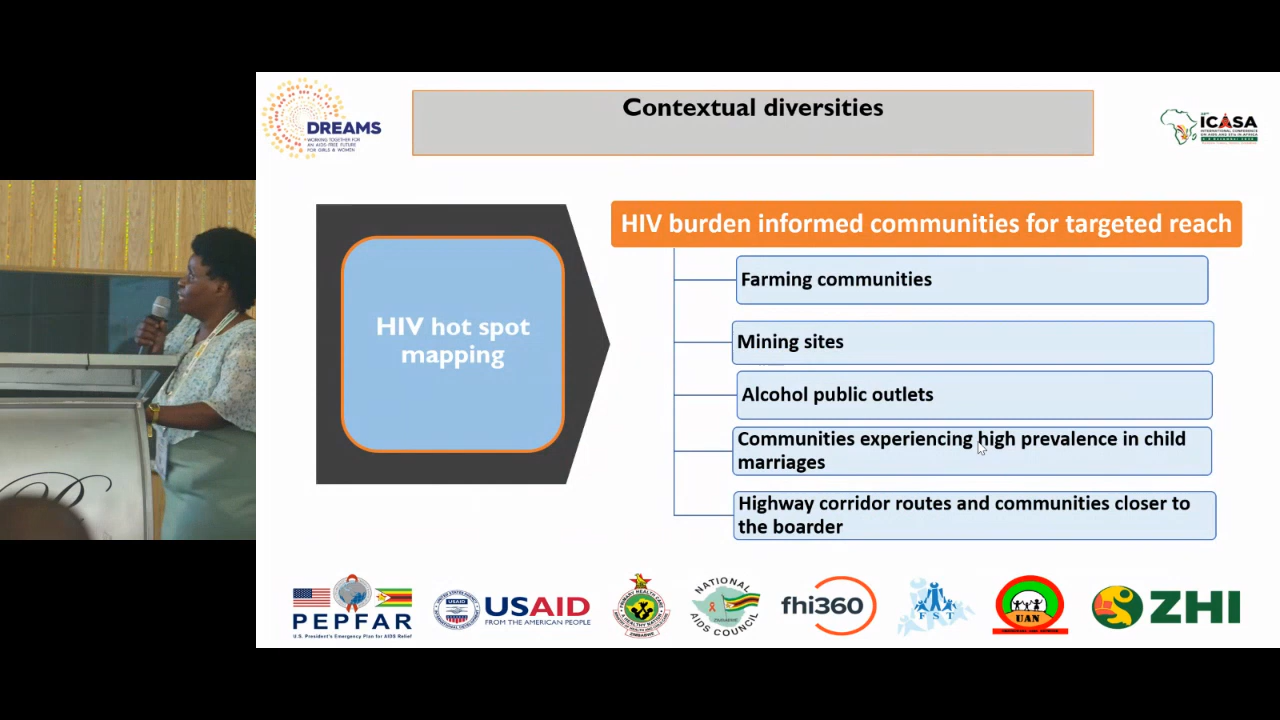 Contextual diversities
DREAMS
WORKING TOGETHER FOR
AN AIDS-FREE FUTURE
FOR GIRLS & WOMEN
ICASA
HIV hot spot
mapping
HIV burden informed communities for targeted reach
Farming communities
Mining sites
Alcohol public outlets
Communities experiencing high prevalence in child
marriages
Highway corridor routes and communities closer to
the boarder
PEPFAR
U.S. President's Emergency Plan for AIDS Relief
USAID
USAID
FROM THE AMERICAN PEOPLE
NATIONAL
AIDS COUNCIL
fhi360
FST
UAN
ZHI